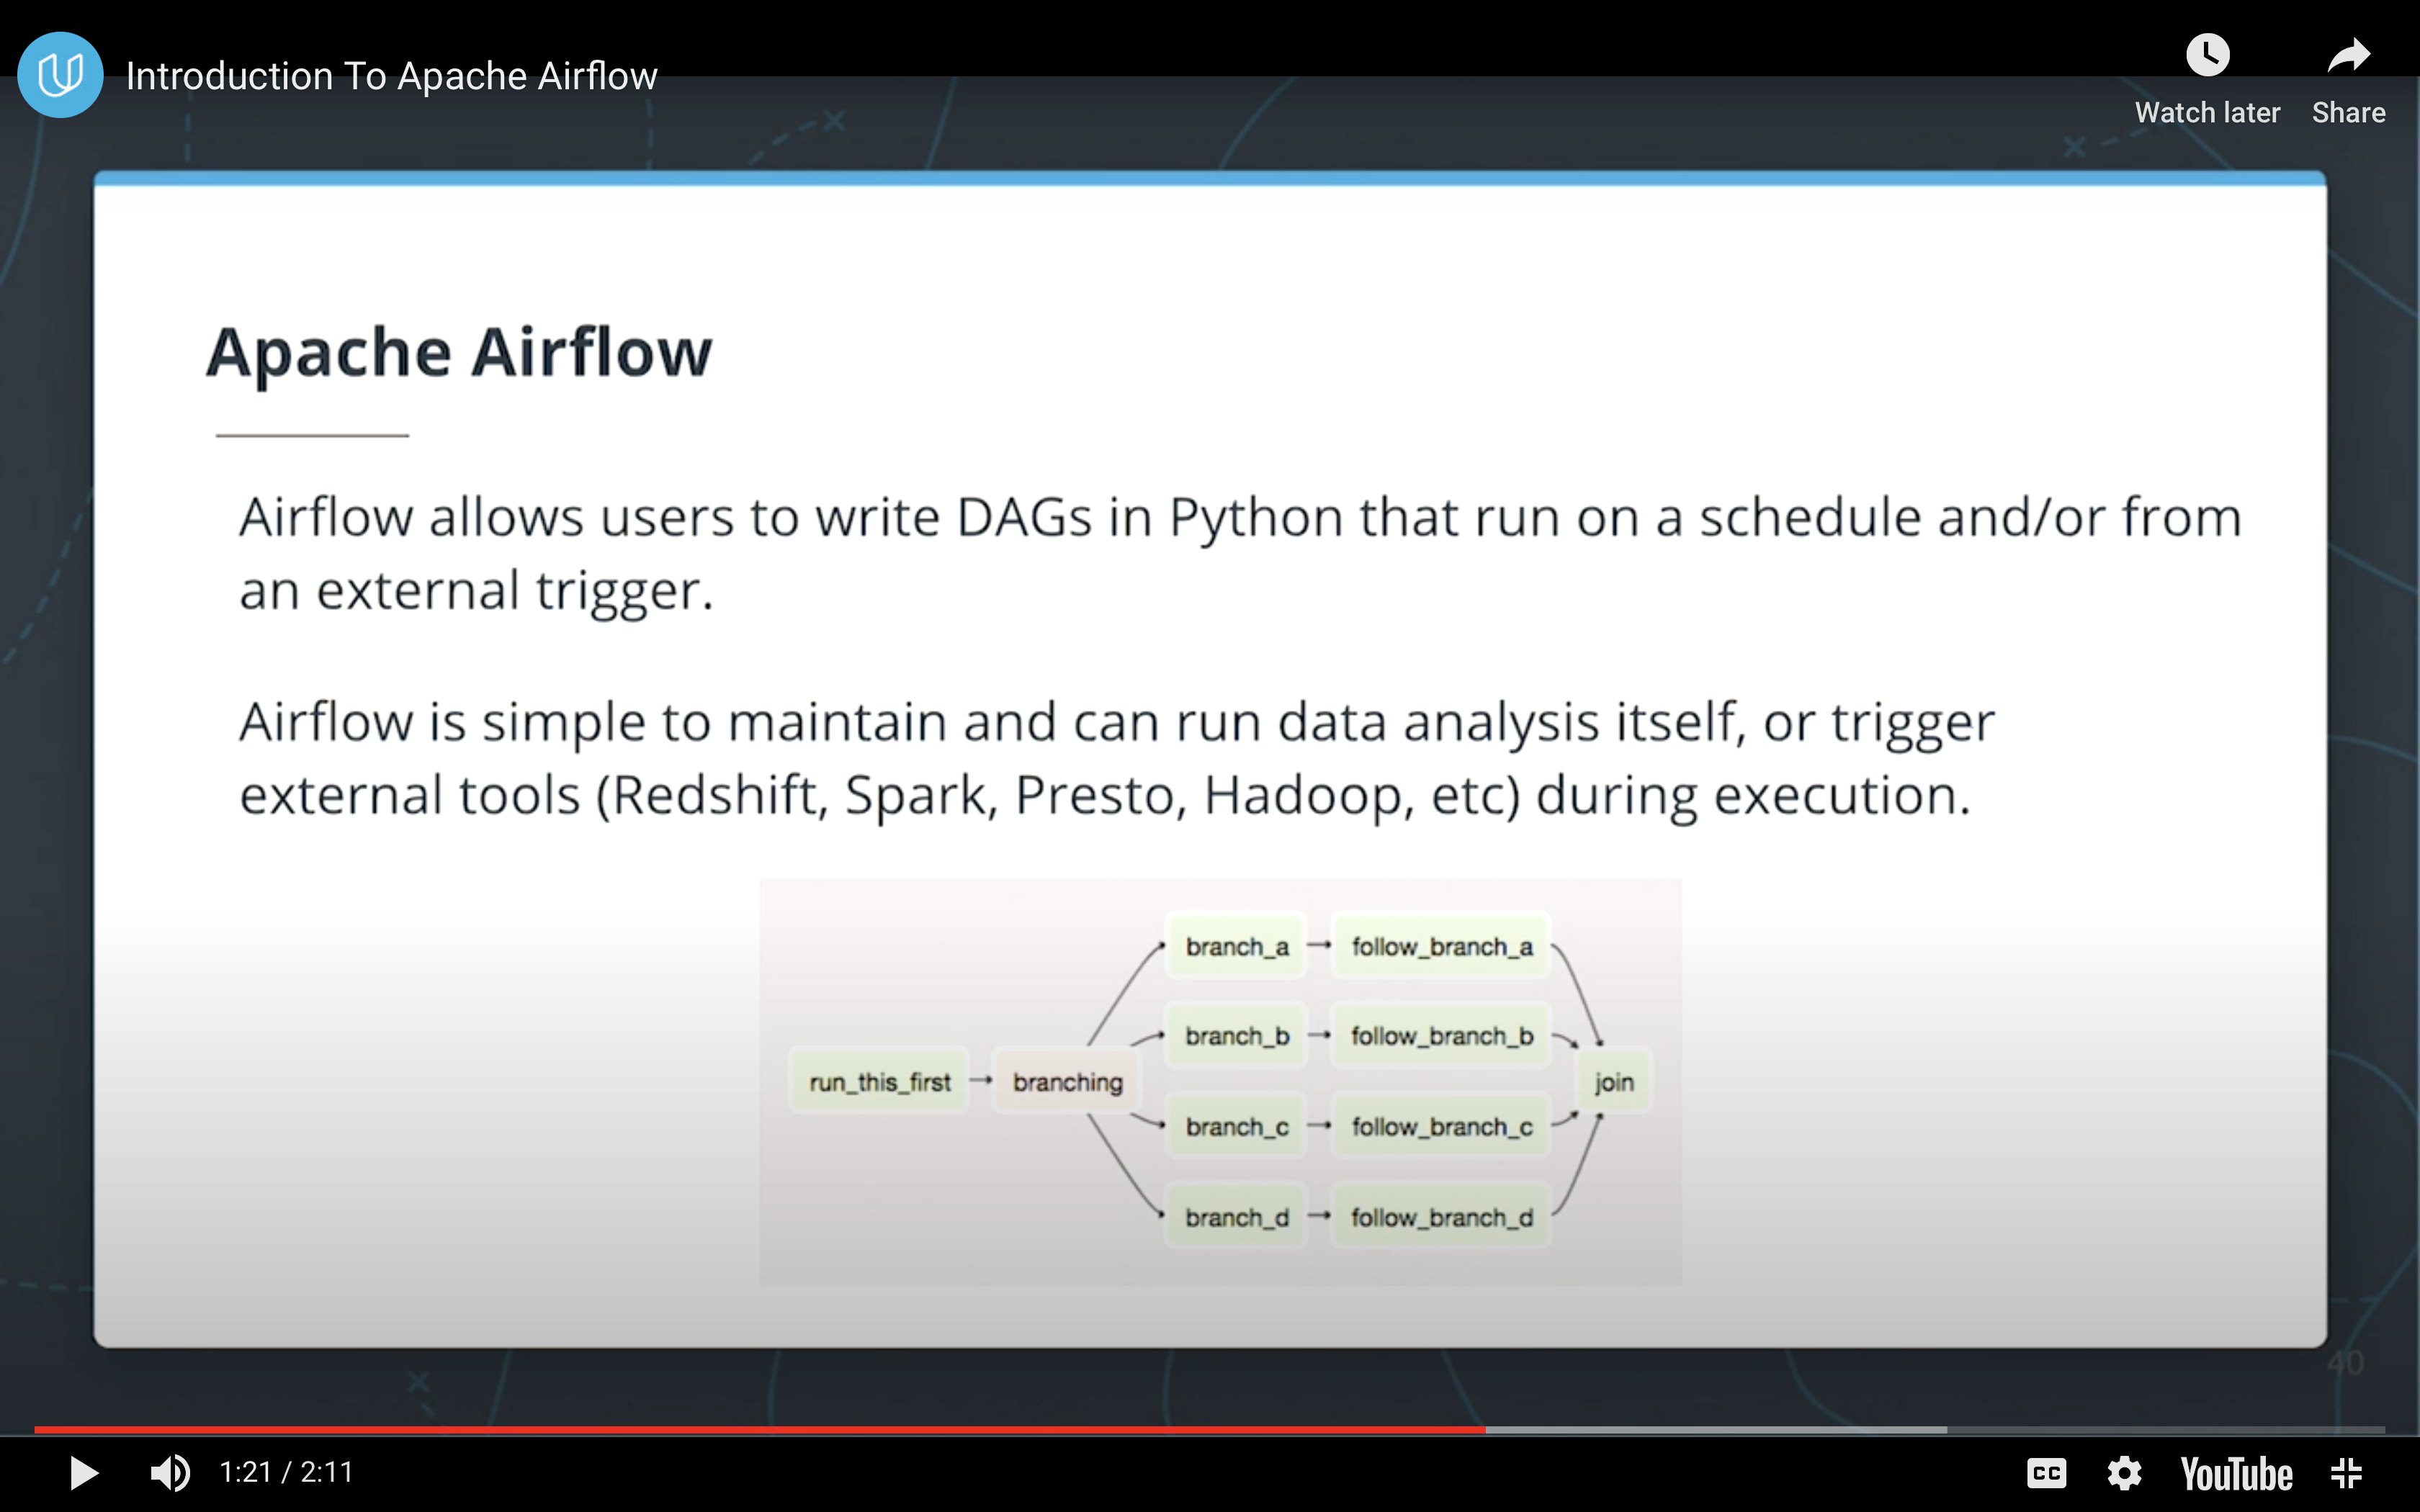 Introduction To Apache Airflow
Watch later
Share
Apache Airflow
Airflow allows users to write DAGs in Python that run on a schedule and/or from
an external trigger.
Airflow is simple to maintain and can run data analysis itself, or trigger
external tools (Redshift, Spark, Presto, Hadoop, etc) during execution.
run_this_first
branching
branch_a
follow_branch_a
branch_b
follow_branch_b
branch_c
follow_branch_c
branch_d
follow_branch_d
join
40
1:21 / 2:11
CC
YouTube